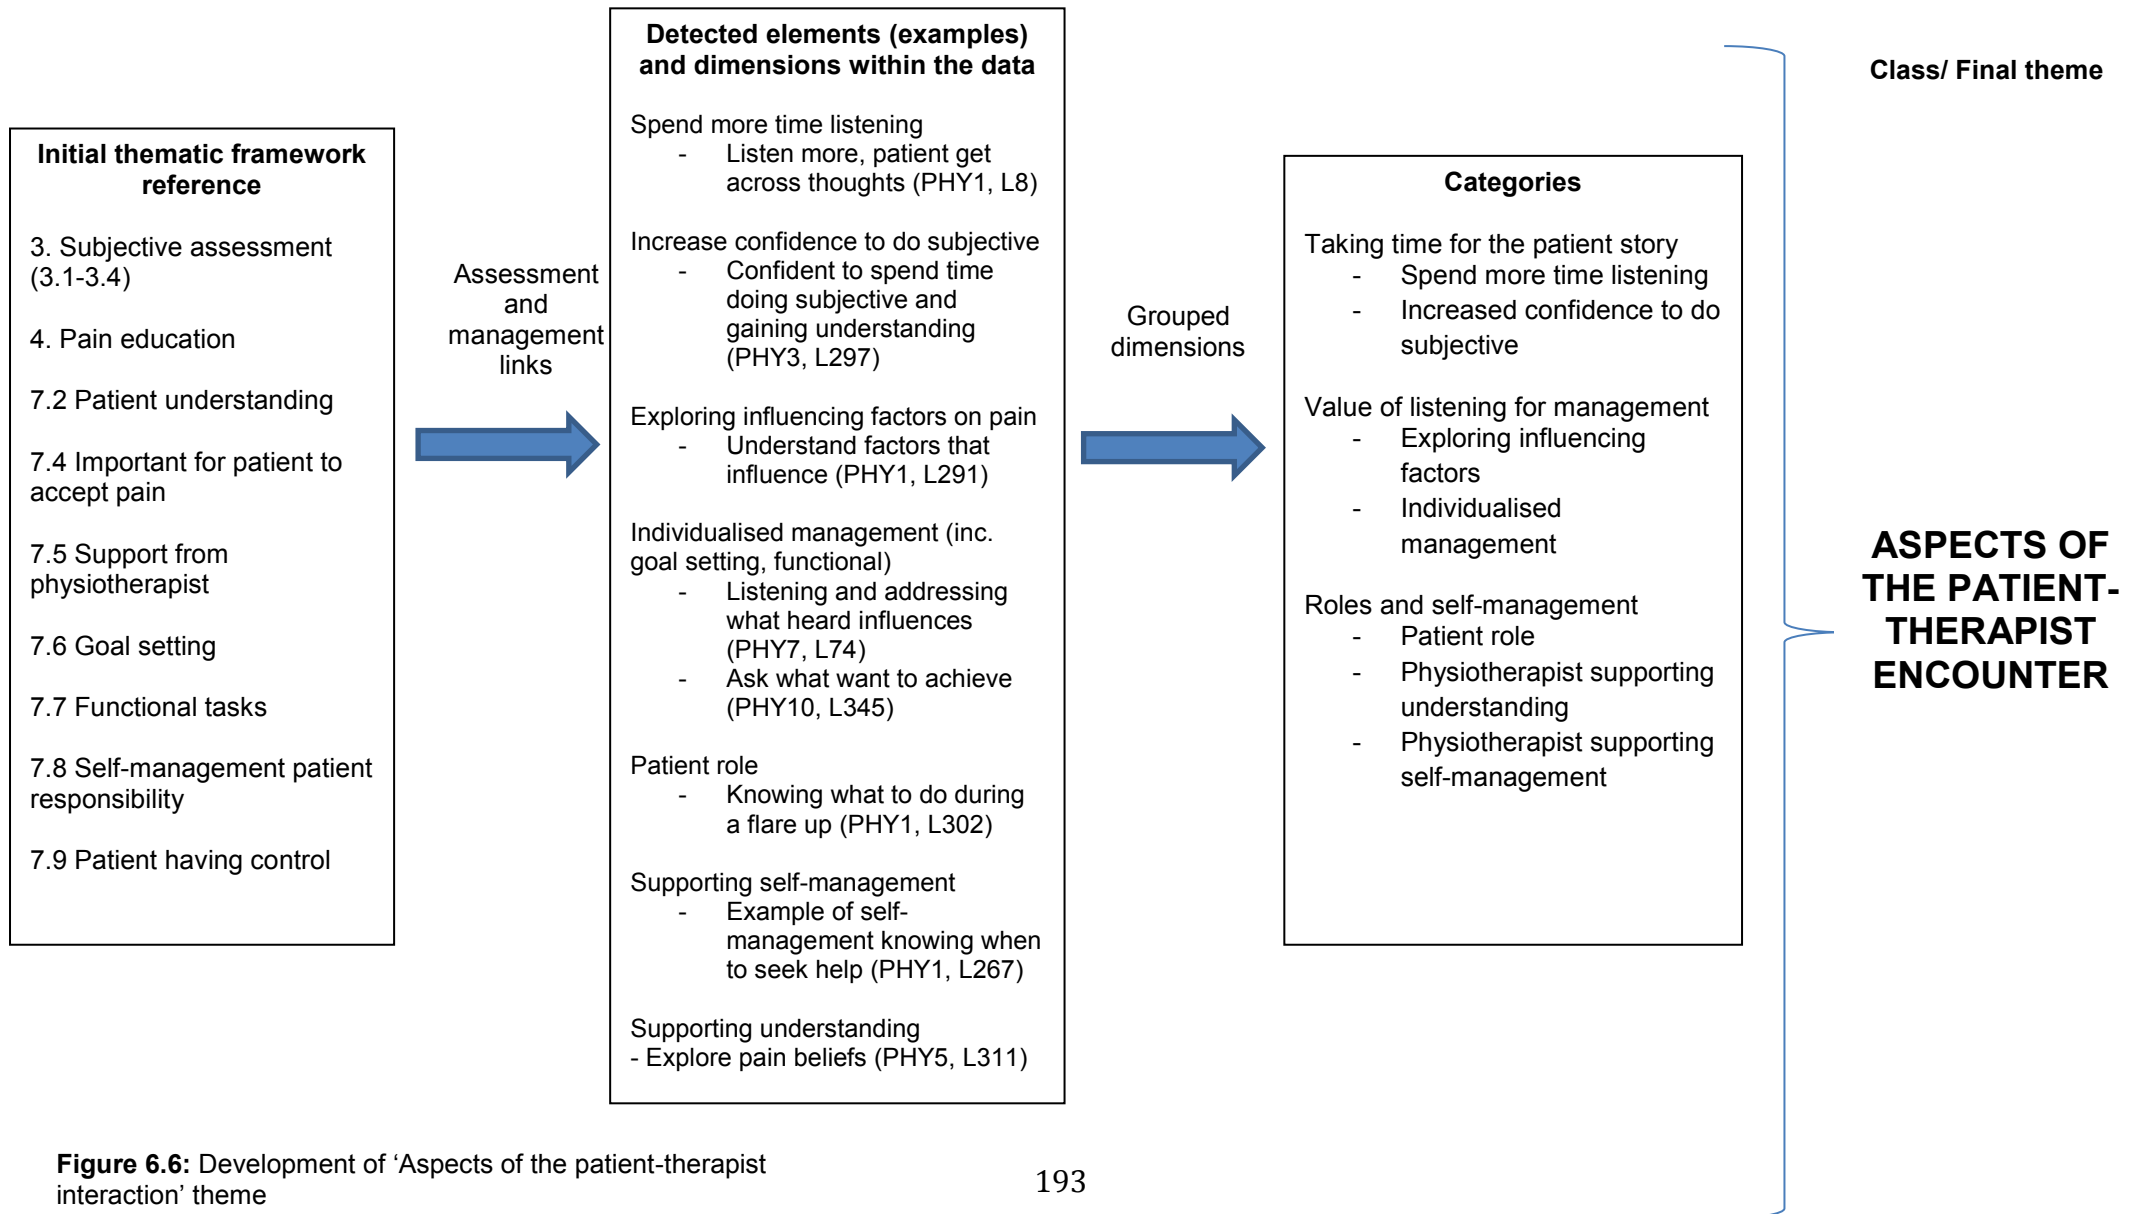 Initial thematic framework
reference
3. Subjective assessment
(3.1-3.4)
4. Pain education
7.2 Patient understanding
7.4 Important for patient to
accept pain
7.5 Support from
physiotherapist
7.6 Goal setting
7.7 Functional tasks
7.8 Self-management patient
responsibility
7.9 Patient having control
Assessment
and
management
links
Detected elements (examples)
and dimensions within the data
Spend more time listening
- Listen more, patient get
across thoughts (PHY1, L8)
Increase confidence to do subjective
- Confident to spend time
doing subjective and
gaining understanding
(PHY3, L297)
Exploring influencing factors on pain
- Understand factors that
influence (PHY1, L291)
Individualised management (inc.
goal setting, functional)
- Listening and addressing
what heard influences
(PHY7, L74)
- Ask what want to achieve
(PHY10, L345)
Patient role
- Knowing what to do during
a flare up (PHY1, L302)
Supporting self-management
- Example of self-
management knowing when
to seek help (PHY1, L267)
Supporting understanding
- Explore pain beliefs (PHY5, L311)
Grouped
dimensions
Categories
Taking time for the patient story
- Spend more time listening
- Increased confidence to do
subjective
Value of listening for management
- Exploring influencing
factors
- Individualised
management
Roles and self-management
- Patient role
- Physiotherapist supporting
understanding
- Physiotherapist supporting
self-management
Class/ Final theme
ASPECTS OF
THE PATIENT-
THERAPIST
ENCOUNTER
Figure 6.6: Development of ‘Aspects of the patient-therapist
interaction’ theme
193